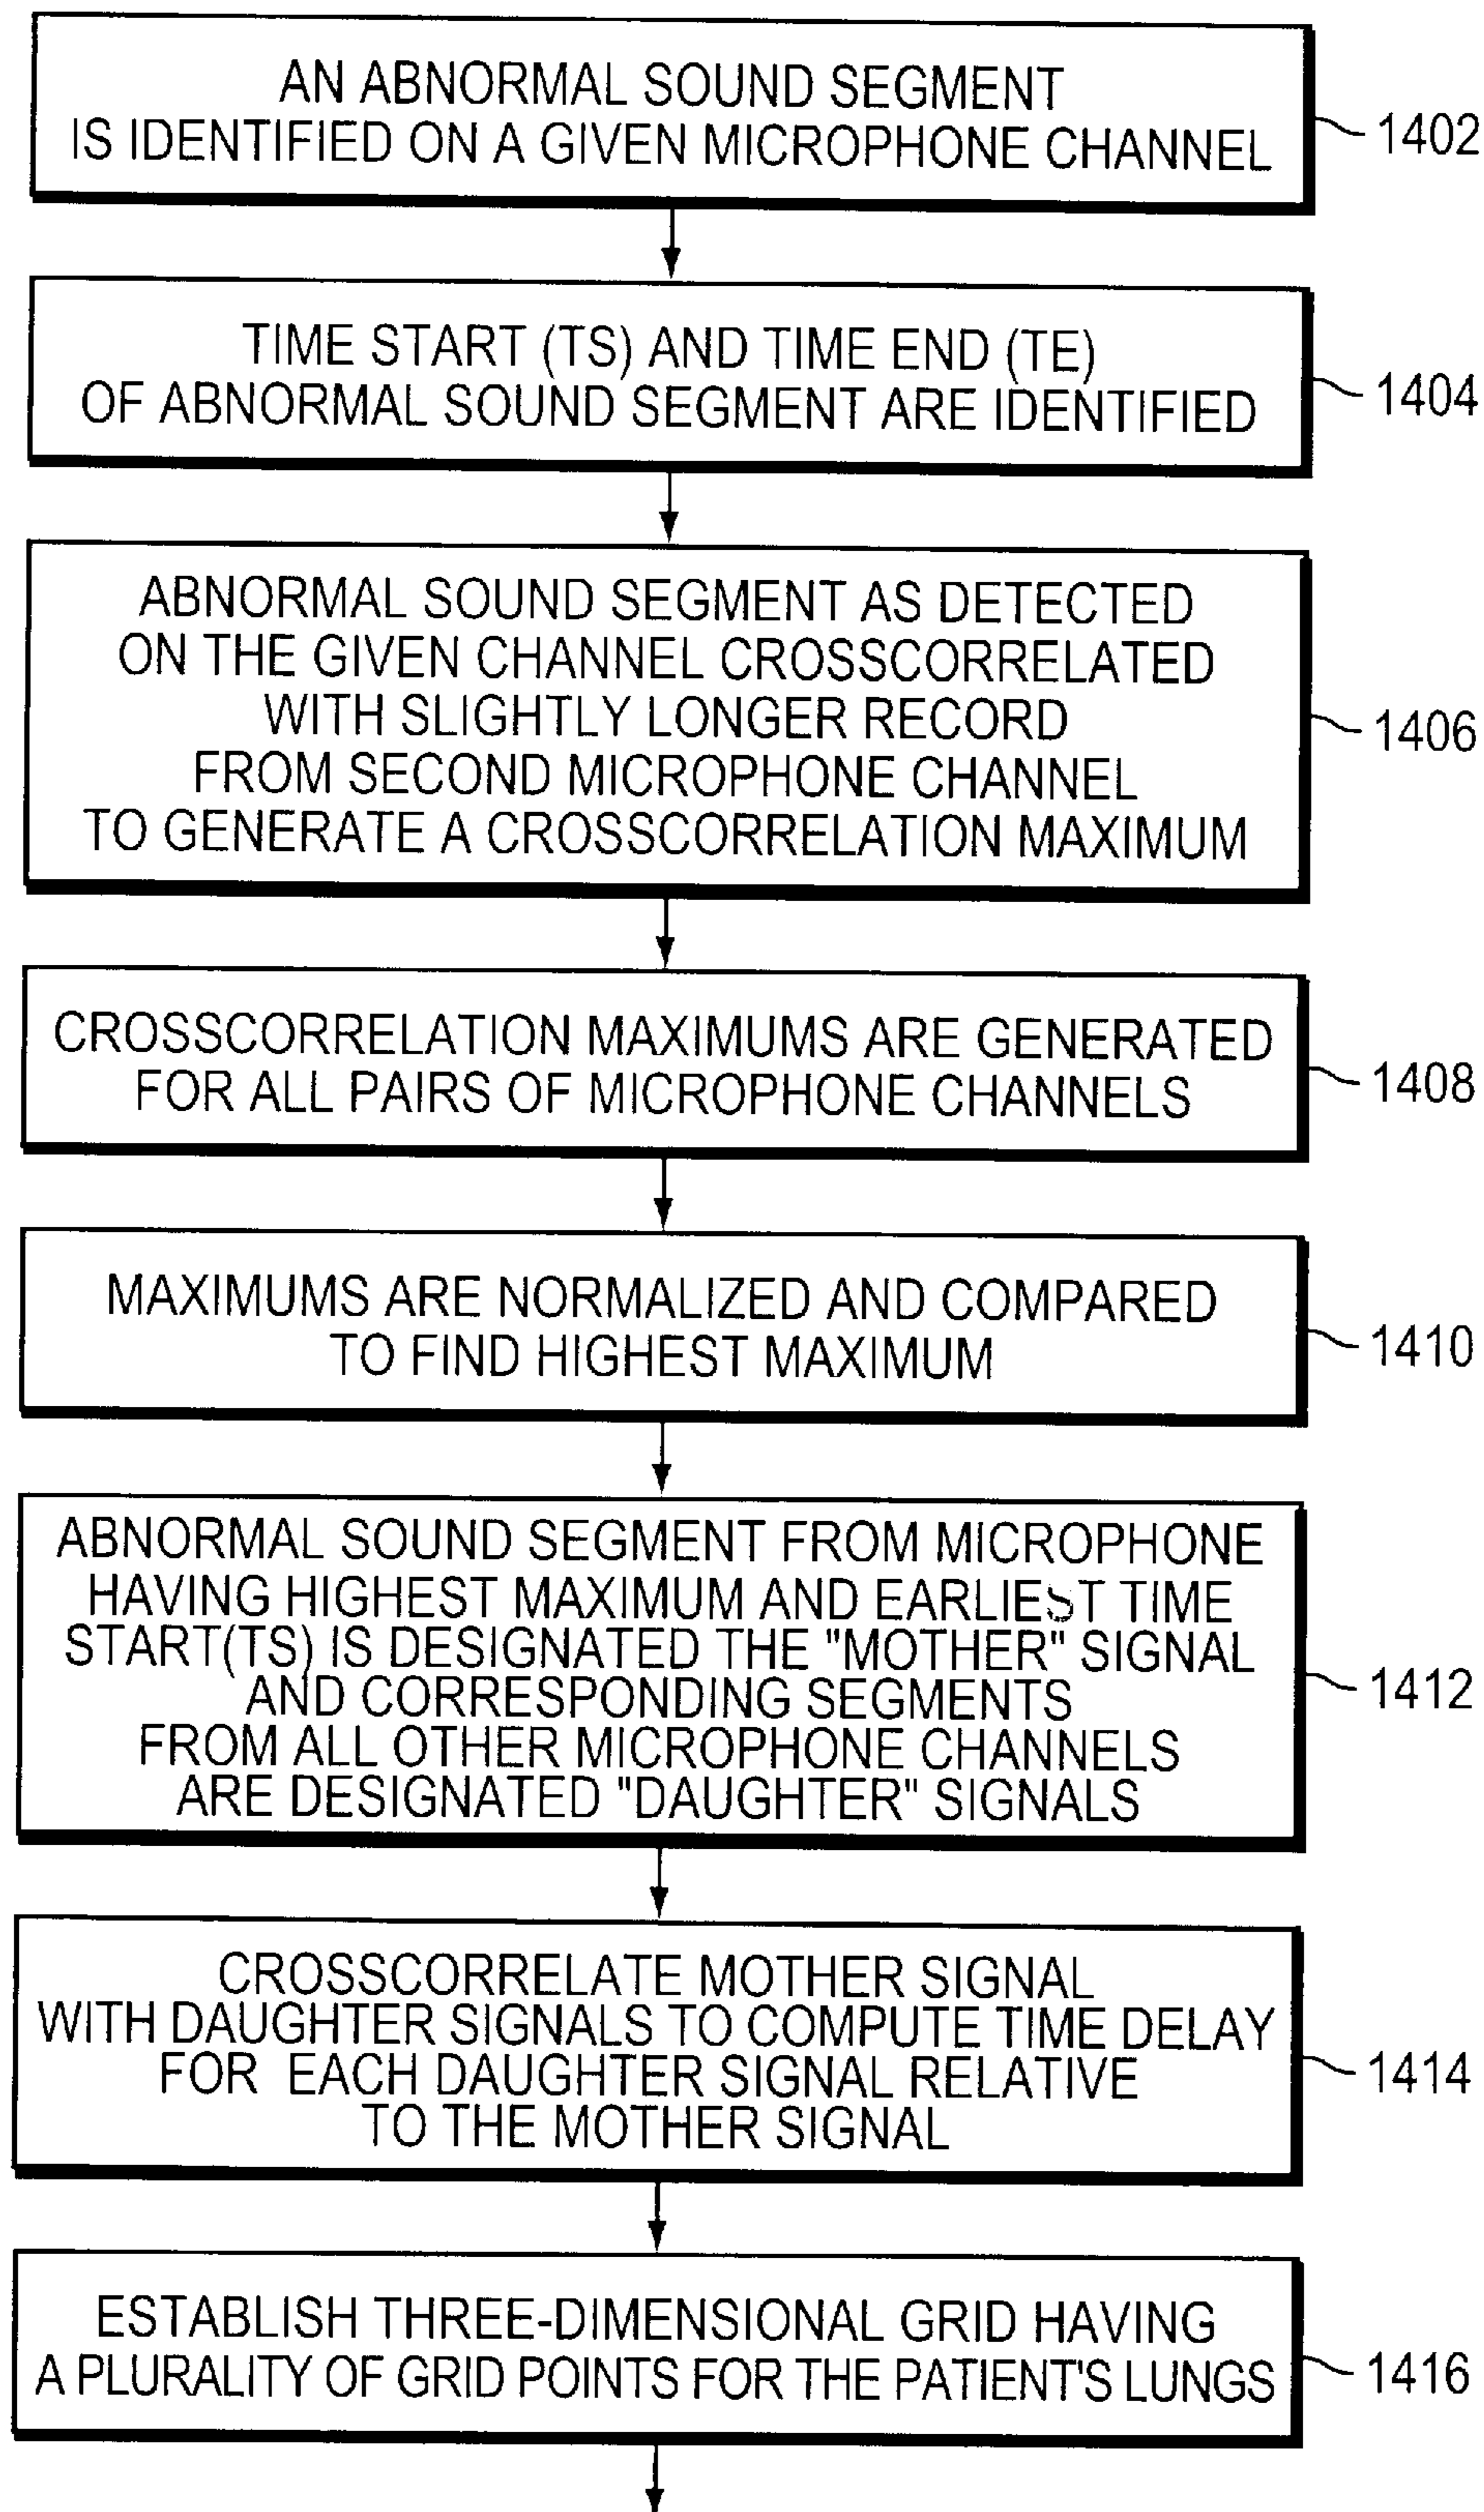 AN ABNORMAL SOUND SEGMENT
IS IDENTIFIED ON A GIVEN MICROPHONE CHANNEL
1402
TIME START (TS) AND TIME END (TE)
OF ABNORMAL SOUND SEGMENT ARE IDENTIFIED
1404
ABNORMAL SOUND SEGMENT AS DETECTED
ON THE GIVEN CHANNEL CROSSCORRELATED
WITH SLIGHTLY LONGER RECORD
FROM SECOND MICROPHONE CHANNEL
TO GENERATE A CROSSCORRELATION MAXIMUM
1406
CROSSCORRELATION MAXIMUMS ARE GENERATED
FOR ALL PAIRS OF MICROPHONE CHANNELS
1408
MAXIMUMS ARE NORMALIZED AND COMPARED
TO FIND HIGHEST MAXIMUM
1410
ABNORMAL SOUND SEGMENT FROM MICROPHONE
HAVING HIGHEST MAXIMUM AND EARLIEST TIME
START(TS) IS DESIGNATED THE "MOTHER" SIGNAL
AND CORRESPONDING SEGMENTS
FROM ALL OTHER MICROPHONE CHANNELS
ARE DESIGNATED "DAUGHTER" SIGNALS
1412
CROSSCORRELATE MOTHER SIGNAL
WITH DAUGHTER SIGNALS TO COMPUTE TIME DELAY
FOR EACH DAUGHTER SIGNAL RELATIVE
TO THE MOTHER SIGNAL
1414
ESTABLISH THREE-DIMENSIONAL GRID HAVING
A PLURALITY OF GRID POINTS FOR THE PATIENT'S LUNGS
1416